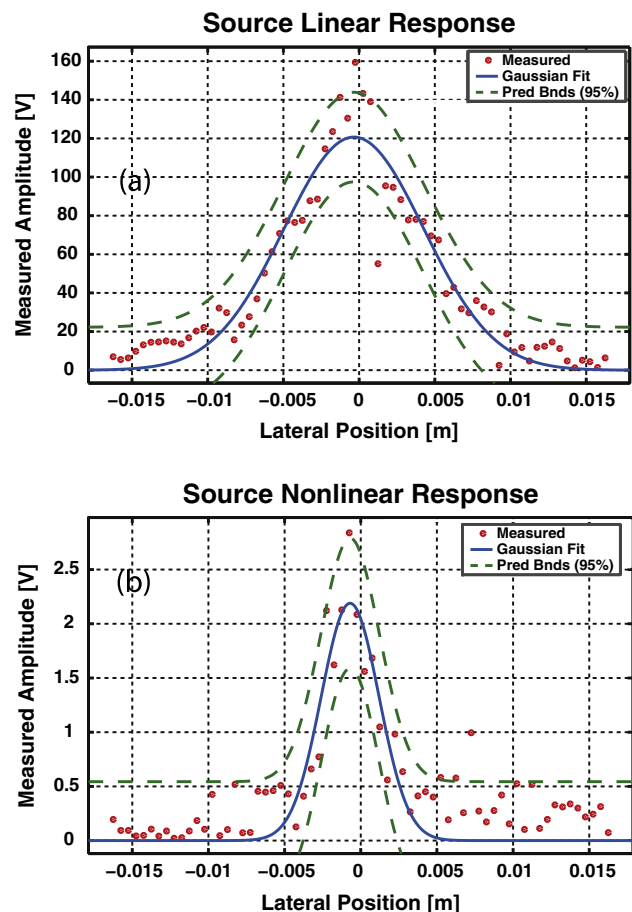 Source Linear Response
160
140
120
100
80
60
40
20
0
Measured Amplitude [V]
(a)
Measured
Gaussian Fit
Pred Bnds (95%)
−0.015 −0.01 −0.005 0 0.005 0.01 0.015
Lateral Position [m]
Source Nonlinear Response
2.5
2
1.5
1
0.5
0
Measured Amplitude [V]
(b)
Measured
Gaussian Fit
Pred Bnds (95%)
−0.015 −0.01 −0.005 0 0.005 0.01 0.015
Lateral Position [m]